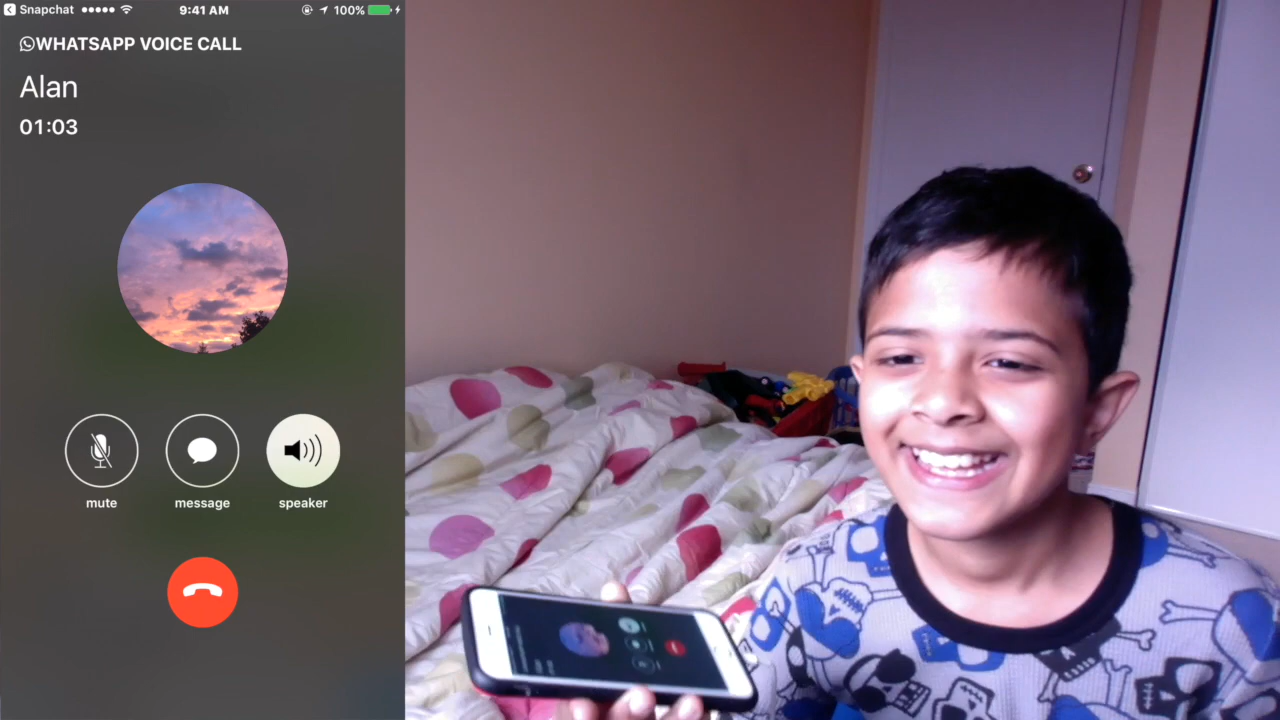 Snapchat 9:41 AM 100%
WHATSAPP VOICE CALL
Alan
01:03
mute message speaker